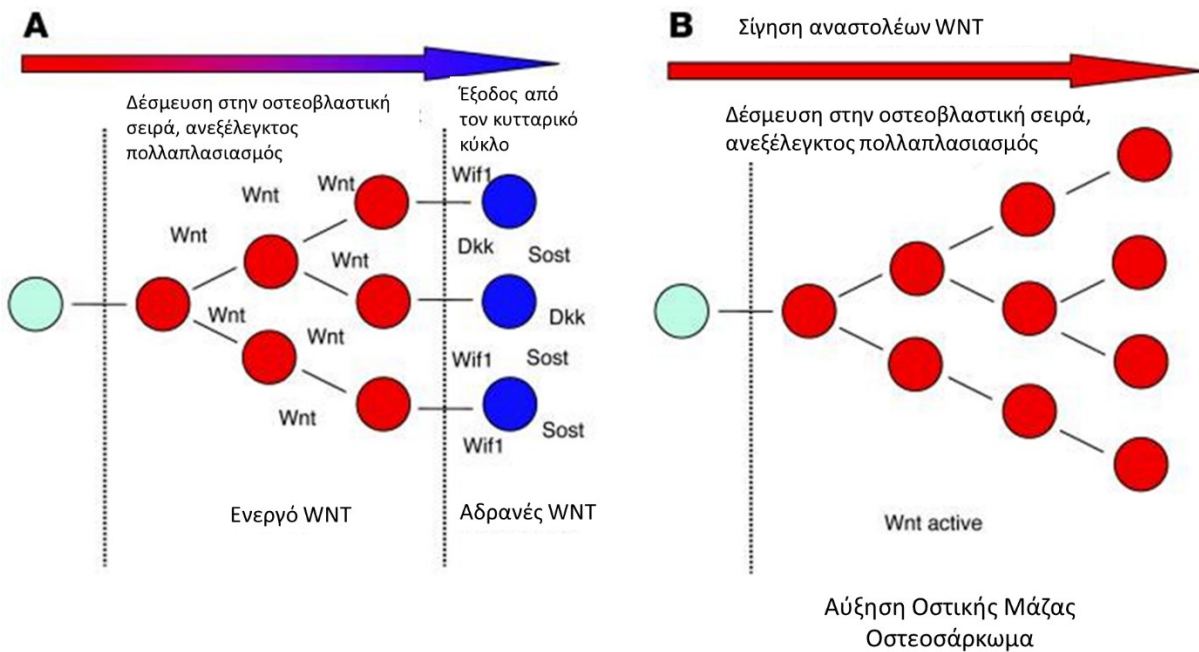 A
Δέσμευση στην οστεοβλαστική
σειρά, ανεξέλεγκτος
πολλαπλασιασμός
Έξοδος από
τον κυτταρικό
κύκλο
Wnt
Wnt
Wnt
Wnt
Wnt
Wnt
Wnt
Wif1
Dkk
Sost
Dkk
Wif1
Sost
Sost
Wif1
Ενεργό WNT
Αδρανές WNT
B
Σίγηση αναστολέων WNT
Δέσμευση στην οστεοβλαστική σειρά,
ανεξέλεγκτος πολλαπλασιασμός
Wnt active
Αύξηση Οστικής Μάζας
Οστεοσάρκωμα